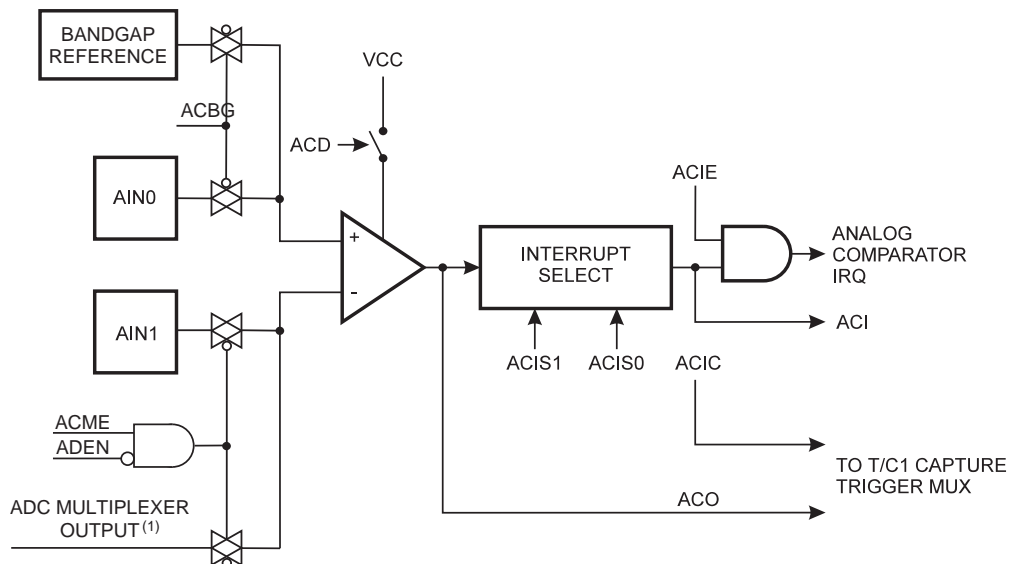 BANDGAP
REFERENCE
VCC
ACBG
ACD
AIN0
ACIE
+
INTERRUPT
SELECT
ANALOG
COMPARATOR
IRQ
-
AIN1
ACI
ACIS1
ACIS0
ACIC
ACME
ADEN
TO T/C1 CAPTURE
TRIGGER MUX
ADC MULTIPLEXER
OUTPUT(1)
ACO